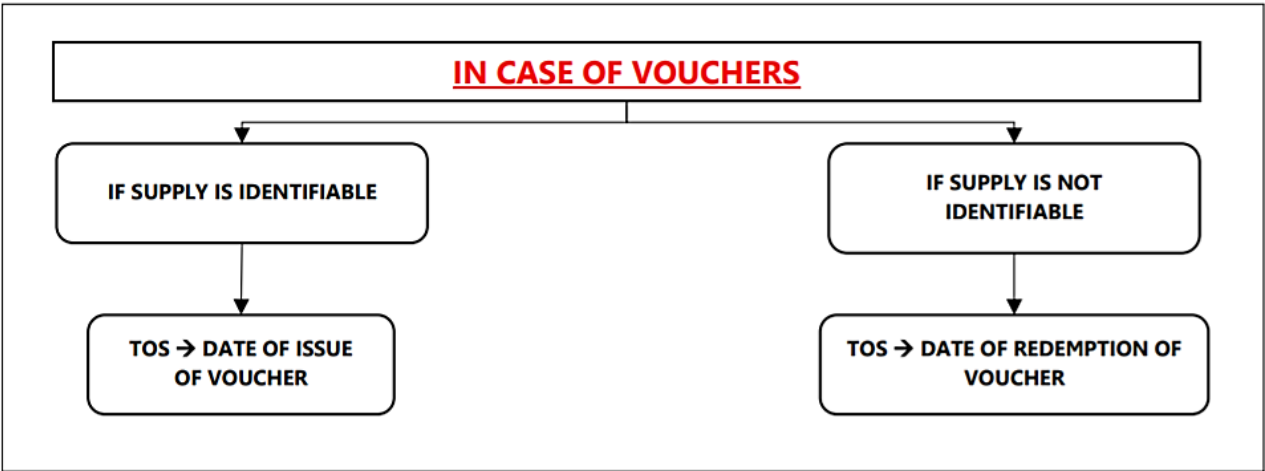 IN CASE OF VOUCHERS
IF SUPPLY IS IDENTIFIABLE
IF SUPPLY IS NOT
IDENTIFIABLE
TOS → DATE OF ISSUE
OF VOUCHER
TOS → DATE OF REDEMPTION OF
VOUCHER